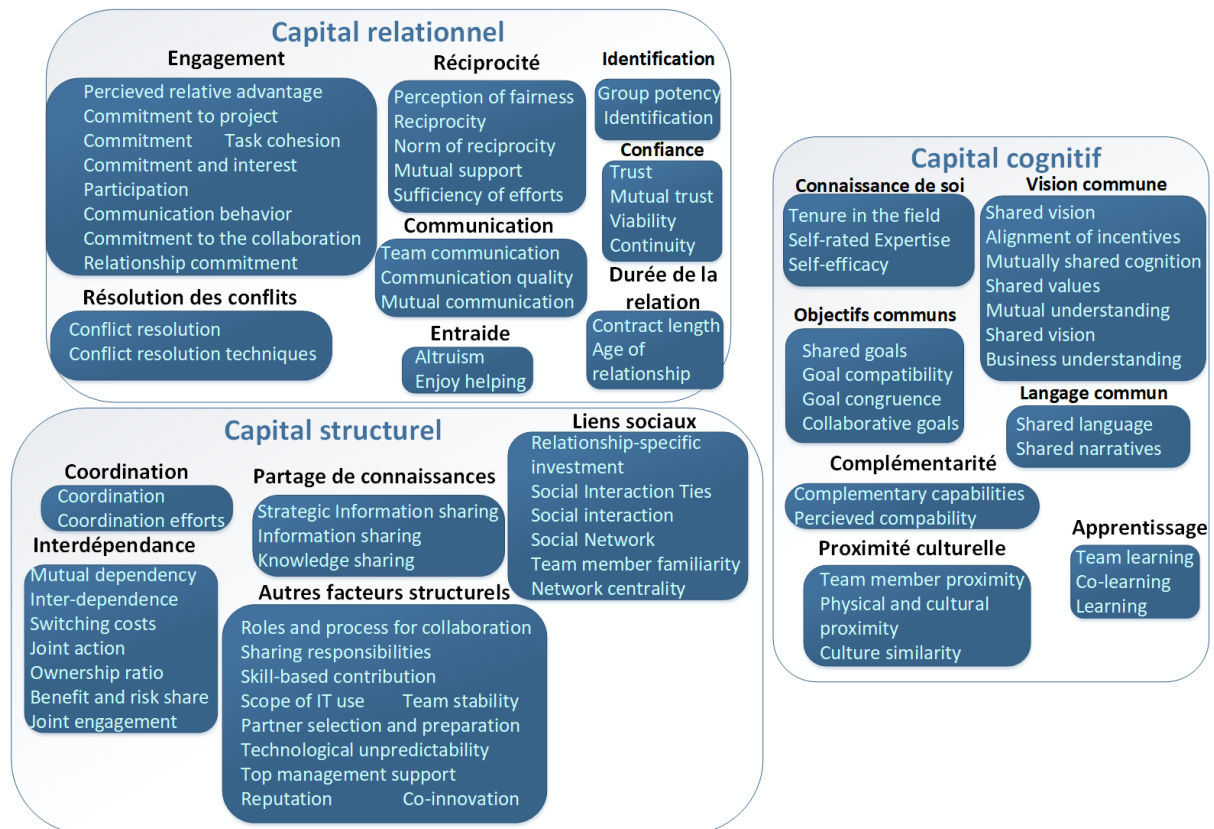 Capital relationnel
Engagement
Percieved relative advantage
Commitment to project
Commitment Task cohesion
Commitment and interest
Participation
Communication behavior
Commitment to the collaboration
Relationship commitment
Réciprocité
Perception of fairness
Reciprocity
Norm of reciprocity
Mutual support
Sufficiency of efforts
Identification
Group potency
Identification
Confiance
Trust
Mutual trust
Viability
Continuity
Communication
Team communication
Communication quality
Mutual communication
Durée de la
relation
Contract length
Age of
relationship
Résolution des conflits
Conflict resolution
Conflict resolution techniques
Entraide
Altruism
Enjoy helping
Capital cognitif
Connaissance de soi
Tenure in the field
Self-rated Expertise
Self-efficacy
Vision commune
Shared vision
Alignment of incentives
Mutually shared cognition
Shared values
Mutual understanding
Shared vision
Business understanding
Objectifs communs
Shared goals
Goal compatibility
Goal congruence
Collaborative goals
Langage commun
Shared language
Shared narratives
Complémentarité
Complementary capabilities
Percieved compability
Proximité culturelle
Team member proximity
Physical and cultural
proximity
Culture similarity
Apprentissage
Team learning
Co-learning
Learning
Capital structurel
Coordination
Coordination
Coordination efforts
Partage de connaissances
Strategic Information sharing
Information sharing
Knowledge sharing
Liens sociaux
Relationship-specific
investment
Social Interaction Ties
Social interaction
Social Network
Team member familiarity
Network centrality
Interdépendance
Mutual dependency
Inter-dependence
Switching costs
Joint action
Ownership ratio
Benefit and risk share
Joint engagement
Autres facteurs structurels
Roles and process for collaboration
Sharing responsibilities
Skill-based contribution
Scope of IT use Team stability
Partner selection and preparation
Technological unpredictability
Top management support
Reputation Co-innovation